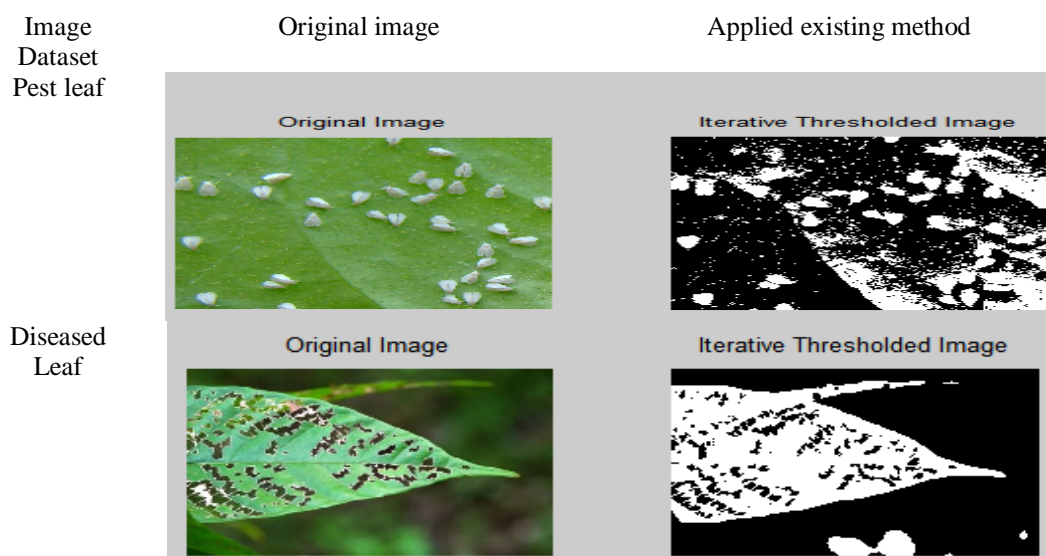 Image
Dataset
Original image
Applied existing method
Pest leaf
Original Image
Iterative Thresholded Image
Diseased
Leaf
Original Image
Iterative Thresholded Image